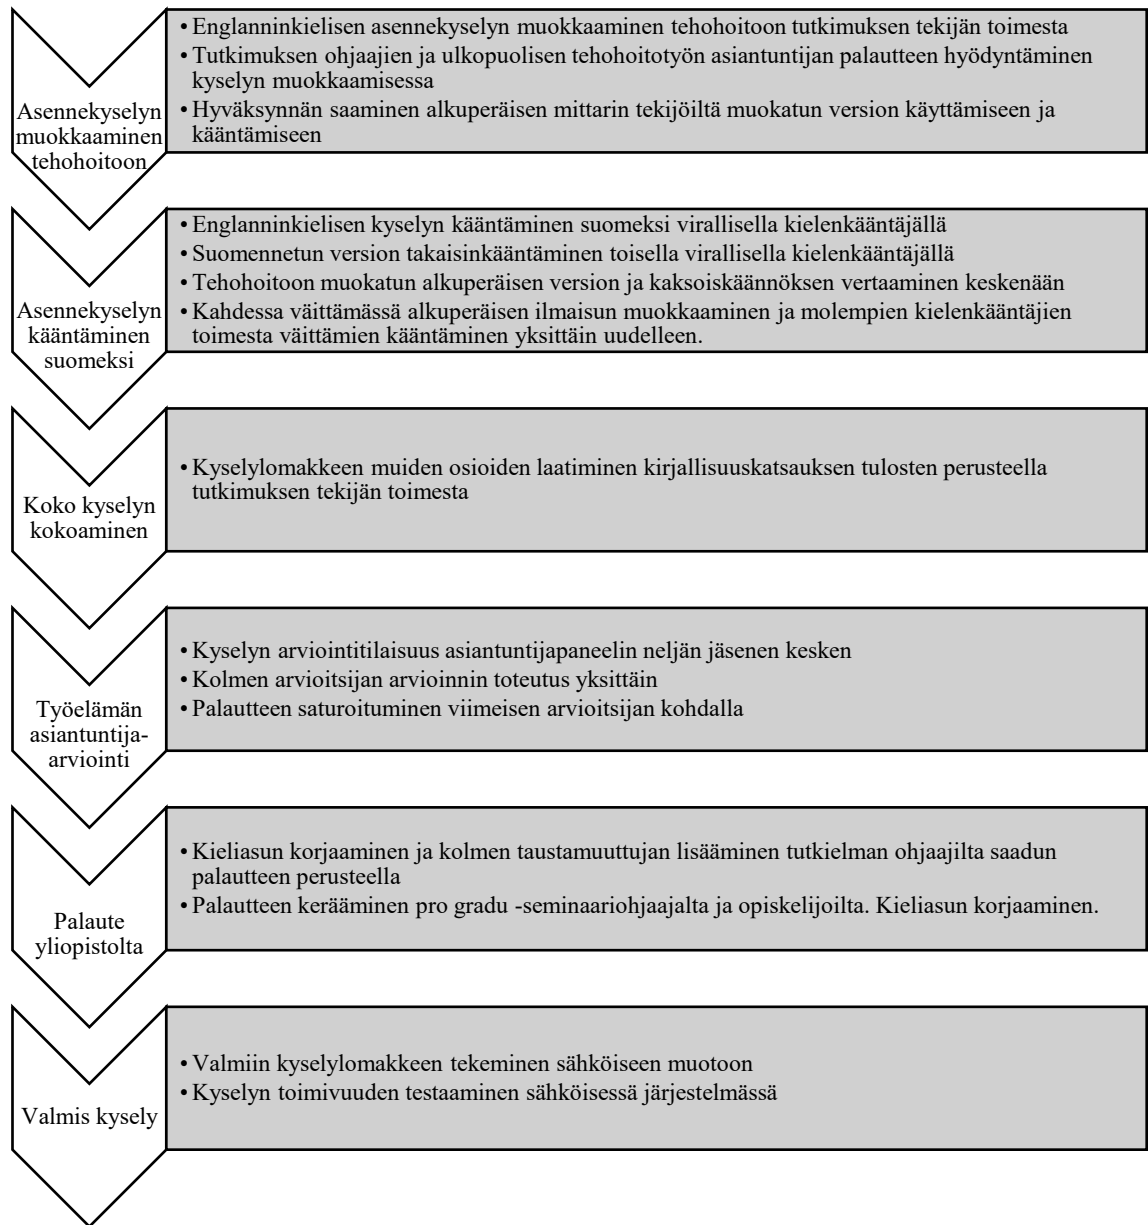 Asennekyselyn
muokkaaminen
tehohoitoon
• Englanninkielisen asennekyselyn muokkaaminen tehohoitoon tutkimuksen tekijän toimesta
• Tutkimuksen ohjaajien ja ulkopuolisen tehohoitotyön asiantuntijan palautteen hyödyntäminen
kyselyn muokkaamisessa
• Hyväksynnän saaminen alkuperäisen mittarin tekijöiltä muokatun version käyttämiseen ja
kääntämiseen
Asennekyselyn
kääntäminen
suomeksi
• Englanninkielisen kyselyn kääntäminen suomeksi virallisella kielenkääntäjällä
• Suomennetun version takaisinkääntäminen toisella virallisella kielenkääntäjällä
• Tehohoitoon muokatun alkuperäisen version ja kaksoiskäännöksen vertaaminen keskenään
• Kahdessa väittämässä alkuperäisen ilmaisun muokkaaminen ja molempien kielenkääntäjien
toimesta väittämien kääntäminen yksittäin uudelleen.
Koko kyselyn
kokoaminen
• Kyselylomakkeen muiden osioiden laatiminen kirjallisuuskatsauksen tulosten perusteella
tutkimuksen tekijän toimesta
Työelämän
asiantuntija-
arviointi
• Kyselyn arviointitilaisuus asiantuntijapaneelin neljän jäsenen kesken
• Kolmen arvioitsijan arvioinnin toteutus yksittäin
• Palautteen saturoituminen viimeisen arvioitsijan kohdalla
Palaute
yliopistolta
• Kieliasun korjaaminen ja kolmen taustamuuttujan lisääminen tutkielman ohjaajilta saadun
palautteen perusteella
• Palautteen kerääminen pro gradu -seminaariohjaajalta ja opiskelijoilta. Kieliasun korjaaminen.
Valmis kysely
• Valmiin kyselylomakkeen tekeminen sähköiseen muotoon
• Kyselyn toimivuuden testaaminen sähköisessä järjestelmässä